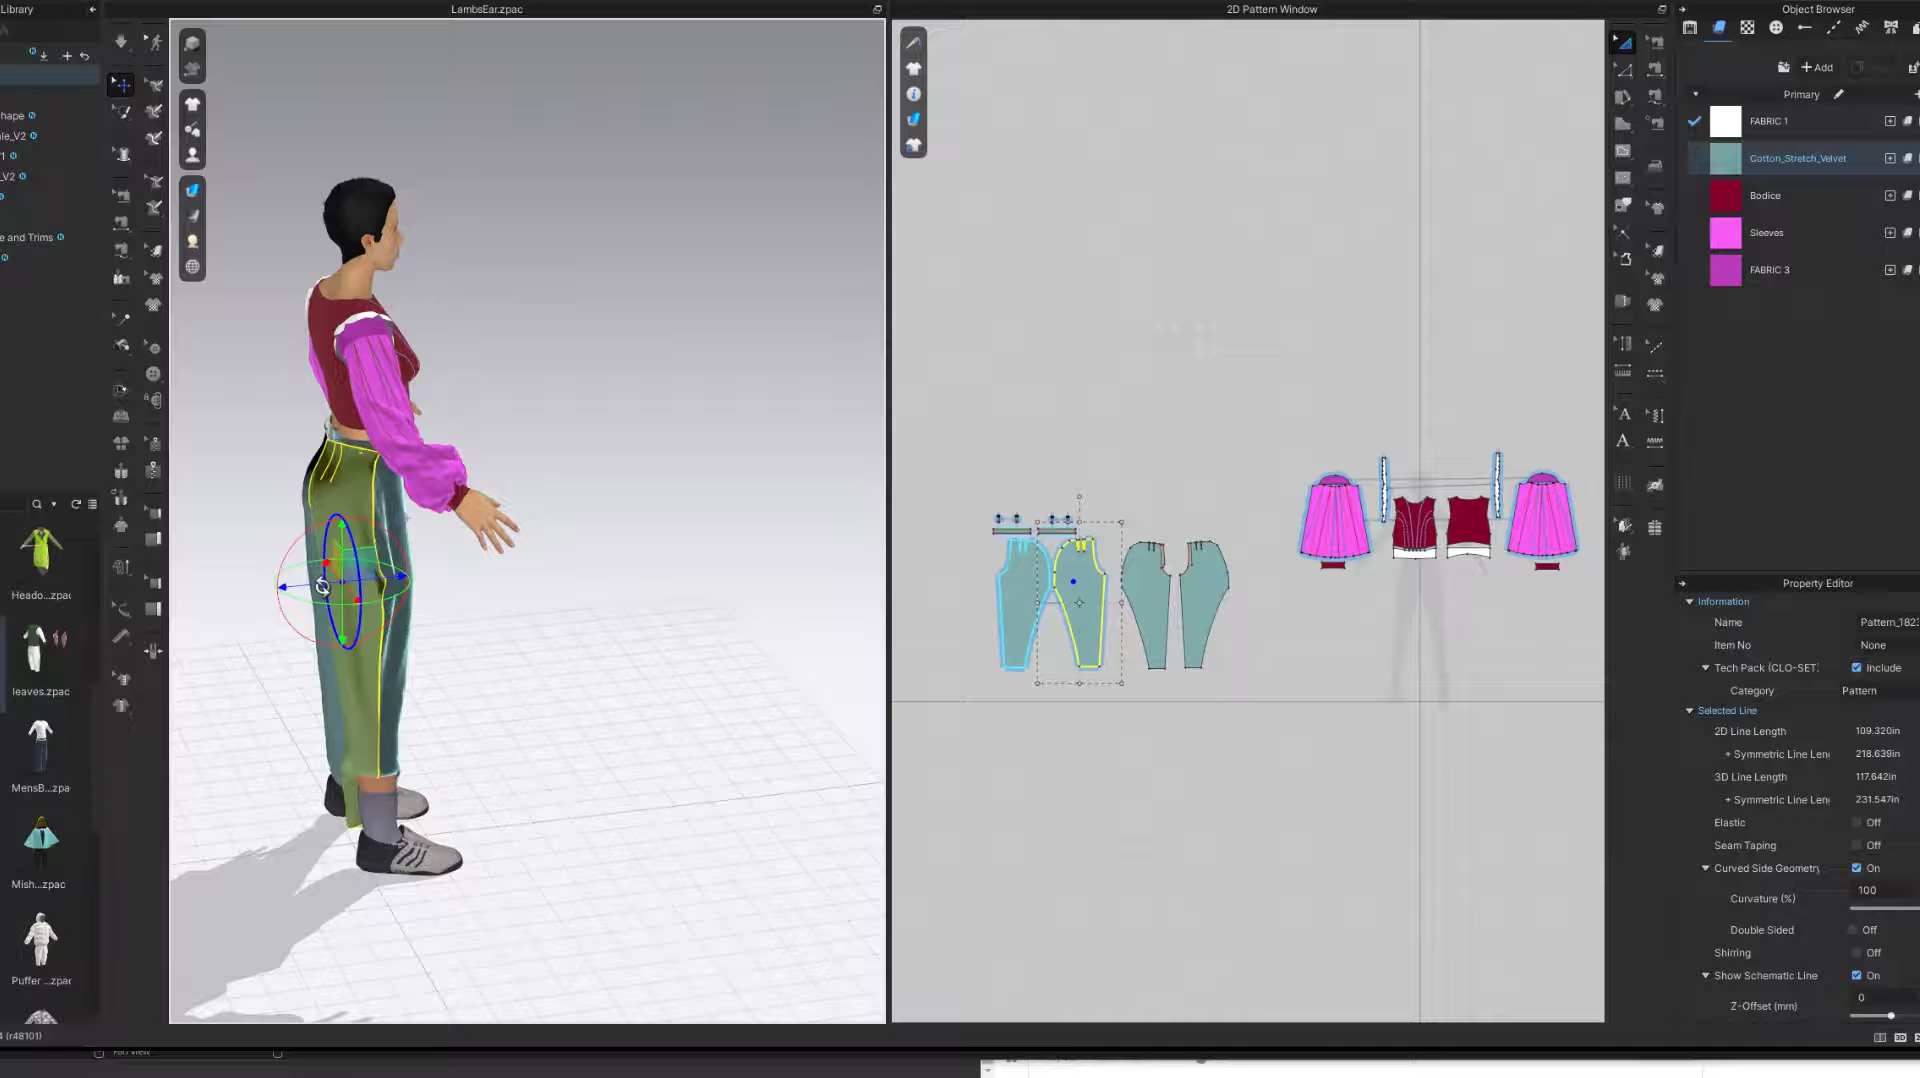 Library
LambsEar.zpac
2D Pattern Window
Object Browser
Add
Primary
FABRIC 1
Cotton_Stretch_Velvet
Bodice
Sleeves
FABRIC 3
hape
le_V2
_V2
e and Trims
Heado...zpac
leaves.zpac
MensB...zpa
Mish...zpac
Puffer ...zpac
4 (r48101)
Property Editor
Information
Name Pattern_1823
Item No None
Tech Pack (CLO-SET) Include
Category Pattern
Selected Line
2D Line Length 109.320in
+ Symmetric Line Len 218.639in
3D Line Length 117.642in
+ Symmetric Line Len 231.547in
Elastic Off
Seam Taping Off
Curved Side Geometry On
Curvature (%) 100
Double Sided Off
Shirring Off
Show Schematic Line On
Z-Offset (mm) 0
3D